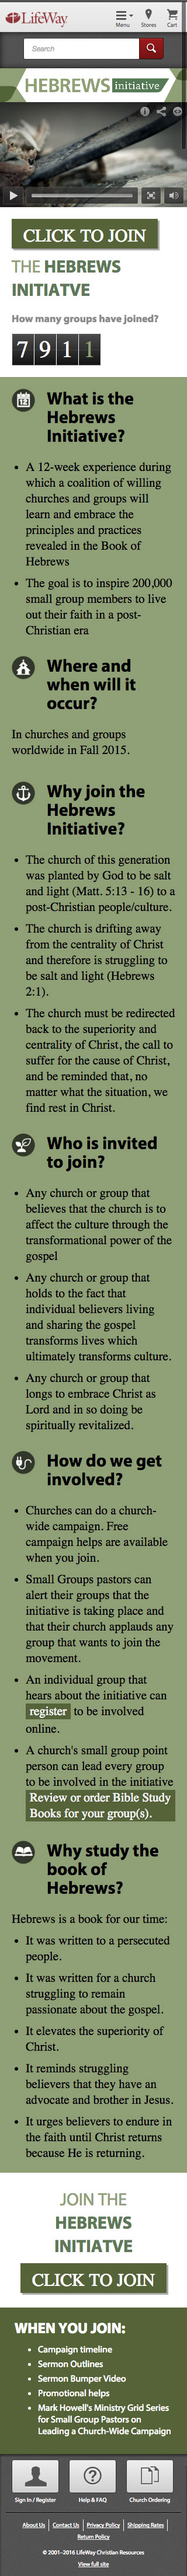 LifeWay
Menu
Stores
Cart
Search
HEBREWS initiative
CLICK TO JOIN
THE HEBREWS
INITIATVE
How many groups have joined?
7 9 1 1
What is the
Hebrews
Initiative?
• A 12-week experience during
which a coalition of willing
churches and groups will
learn and embrace the
principles and practices
revealed in the Book of
Hebrews
• The goal is to inspire 200,000
small group members to live
out their faith in a post-
Christian era
Where and
when will it
occur?
In churches and groups
worldwide in Fall 2015.
Why join the
Hebrews
Initiative?
• The church of this generation
was planted by God to be salt
and light (Matt. 5:13 - 16) to a
post-Christian people/culture.
• The church is drifting away
from the centrality of Christ
and therefore is struggling to
be salt and light (Hebrews
2:1).
• The church must be redirected
back to the superiority and
centrality of Christ, the call to
suffer for the cause of Christ,
and be reminded that, no
matter what the situation, we
find rest in Christ.
Who is invited
to join?
• Any church or group that
believes that the church is to
affect the culture through the
transformational power of the
gospel
• Any church or group that
holds to the fact that
individual believers living
and sharing the gospel
transforms lives which
ultimately transforms culture.
• Any church or group that
longs to embrace Christ as
Lord and in so doing be
spiritually revitalized.
How do we get
involved?
• Churches can do a church-
wide campaign. Free
campaign helps are available
when you join.
• Small Groups pastors can
alert their groups that the
initiative is taking place and
that their church applauds any
group that wants to join the
movement.
• An individual group that
hears about the initiative can
register to be involved
online.
• A church's small group point
person can lead every group
to be involved in the initiative
Review or order Bible Study
Books for your group(s).
Why study the
book of
Hebrews?
Hebrews is a book for our time:
• It was written to a persecuted
people.
• It was written for a church
struggling to remain
passionate about the gospel.
• It elevates the superiority of
Christ.
• It reminds struggling
believers that they have an
advocate and brother in Jesus.
• It urges believers to endure in
the faith until Christ returns
because He is returning.
JOIN THE
HEBREWS
INITIATVE
CLICK TO JOIN
WHEN YOU JOIN:
• Campaign timeline
• Sermon Outlines
• Sermon Bumper Video
• Promotional helps
• Mark Howell's Ministry Grid Series
for Small Group Pastors on
Leading a Church-Wide Campaign
Sign In / Register
Help & FAQ
Church Ordering
About Us | Contact Us | Privacy Policy | Shipping Rates |
Return Policy
© 2001-2016 LifeWay Christian Resources
View full site